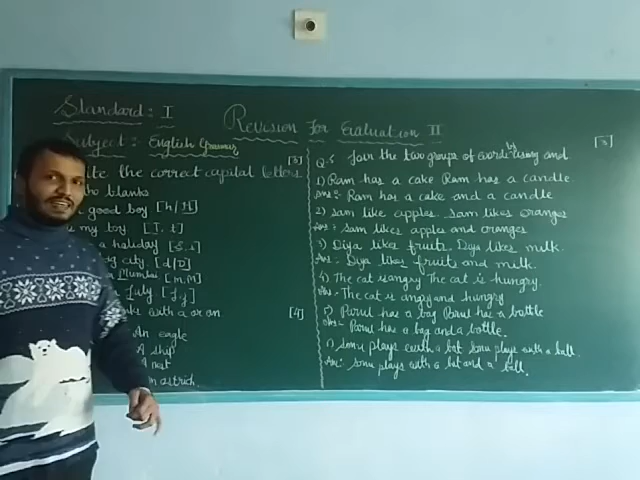 Standard: I
Revision For Evaluation II
Subject: English Grammar
[3]
the correct capital letters
blanks
good boy [h/H]
my toy [I. t]
a holiday
city. [d/D]
Mumbai [m, M]
July [J, j]
with a or an [4]
An eagle
A ship
A nest
ostrich.
Q.5 Join the two groups of words using and [5]
by
1) Ram has a cake Ram has a candle
Ans:- Ram has a cake and a candle
2) Sam like apples. Sam likes oranges
Ans:- Sam likes apples and oranges
3) Diya likes fruits. Diya likes milk.
Ans:- Diya likes fruits and milk.
4) The cat is angry The cat is hungry.
Ans:- The cat is angry and hungry
5) Parul has a bag Parul has a bottle
Ans:- Parul has a bag and a bottle.
Sonu plays with a bat Sonu plays with a ball.
Ans: Sonu plays with a bat and a ball.